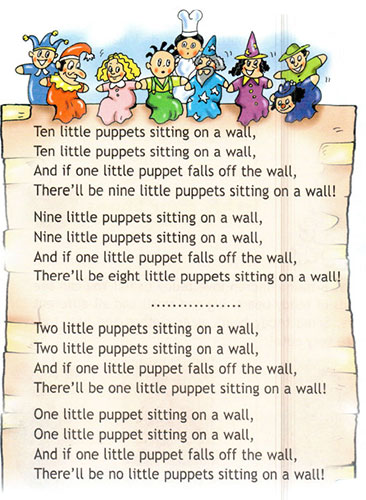 Ten little puppets sitting on a wall,
Ten little puppets sitting on a wall,
And if one little puppet falls off the wall,
There'll be nine little puppets sitting on a wall!
Nine little puppets sitting on a wall,
Nine little puppets sitting on a wall,
And if one little puppet falls off the wall,
There'll be eight little puppets sitting on a wall!
.................
Two little puppets sitting on a wall,
Two little puppets sitting on a wall,
And if one little puppet falls off the wall,
There'll be one little puppet sitting on a wall!
One little puppet sitting on a wall,
One little puppet sitting on a wall,
And if one little puppet falls off the wall,
There'll be no little puppets sitting on a wall!